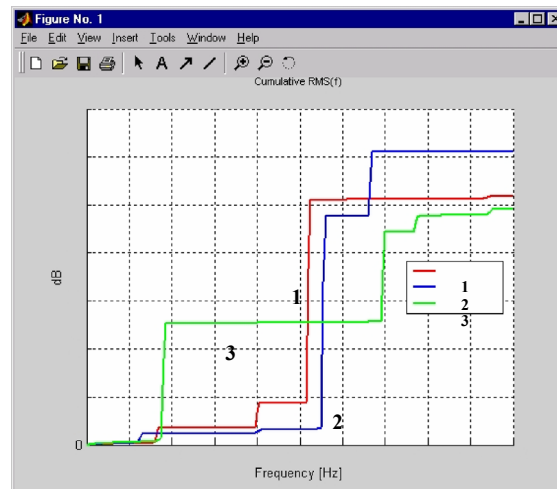 Figure No. 1
File Edit View Insert Tools Window Help
A
Cumulative RMS(f)
dB
1
1
2
3
3
2
0
Frequency [Hz]